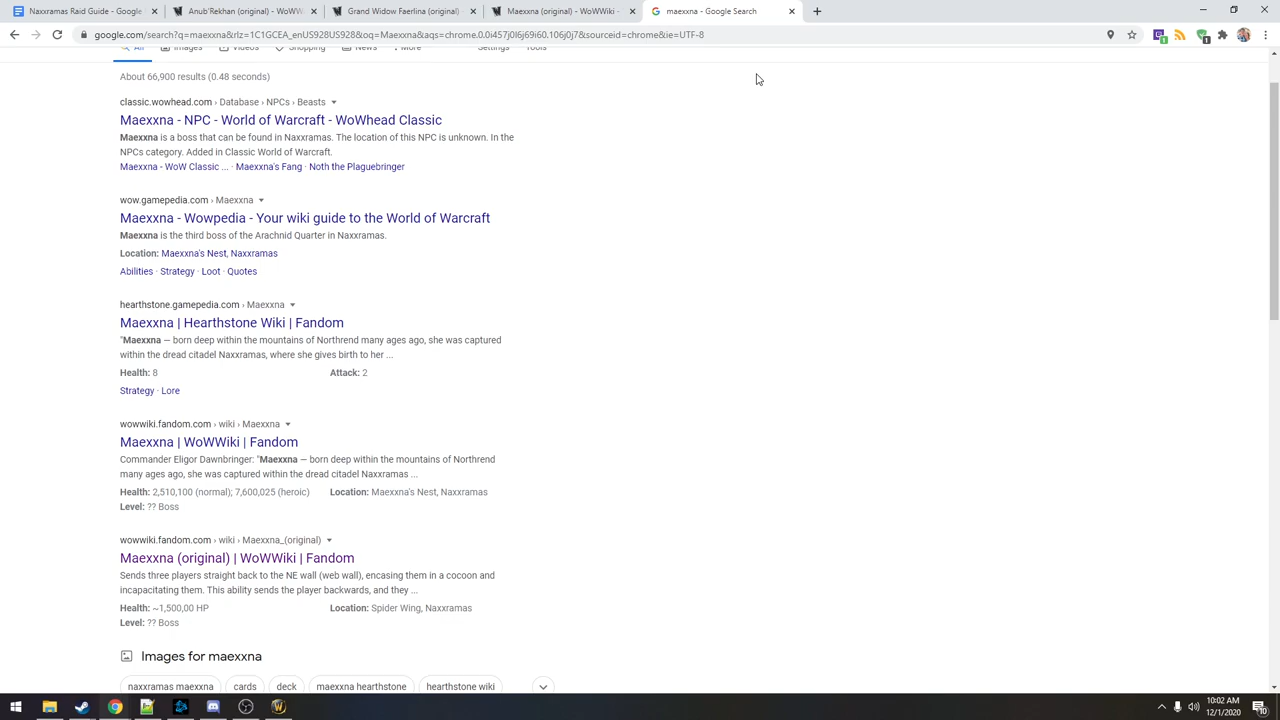 Naxxramas Raid Guide - Google
Anub'Rekhan (original) - WoWW
Grand Widow Faerlina (original)
Maexxna (original) - WoWWiki -
maexxna - Google Search
google.com/search?q=maexxna&rlz=1C1GCEA_enUS928US928&oq=Maexxna&aqs=chrome.0.0i457j0l6j69i60.106j0j7&sourceid=chrome&ie=UTF-8
1
1
All
Images
Videos
Shopping
News
More
Settings
Tools
About 66,900 results (0.48 seconds)
classic.wowhead.com › Database › NPCs › Beasts
Maexxna - NPC - World of Warcraft - WoWhead Classic
Maexxna is a boss that can be found in Naxxramas. The location of this NPC is unknown. In the
NPCs category. Added in Classic World of Warcraft.
Maexxna - WoW Classic ... · Maexxna's Fang · Noth the Plaguebringer
wow.gamepedia.com › Maexxna
Maexxna - Wowpedia - Your wiki guide to the World of Warcraft
Maexxna is the third boss of the Arachnid Quarter in Naxxramas.
Location: Maexxna's Nest, Naxxramas
Abilities · Strategy · Loot · Quotes
hearthstone.gamepedia.com › Maexxna
Maexxna | Hearthstone Wiki | Fandom
"Maexxna — born deep within the mountains of Northrend many ages ago, she was captured
within the dread citadel Naxxramas, where she gives birth to her ...
Health: 8 Attack: 2
Strategy · Lore
wowwiki.fandom.com › wiki › Maexxna
Maexxna | WoWWiki | Fandom
Commander Eligor Dawnbringer: "Maexxna — born deep within the mountains of Northrend
many ages ago, she was captured within the dread citadel Naxxramas ...
Health: 2,510,100 (normal); 7,600,025 (heroic) Location: Maexxna's Nest, Naxxramas
Level: ?? Boss
wowwiki.fandom.com › wiki › Maexxna_(original)
Maexxna (original) | WoWWiki | Fandom
Sends three players straight back to the NE wall (web wall), encasing them in a cocoon and
incapacitating them. This ability sends the player backwards, and they ...
Health: ~1,500,00 HP Location: Spider Wing, Naxxramas
Level: ?? Boss
Images for maexxna
naxxramas maexxna
cards
deck
maexxna hearthstone
hearthstone wiki
10:02 AM
12/1/2020
10